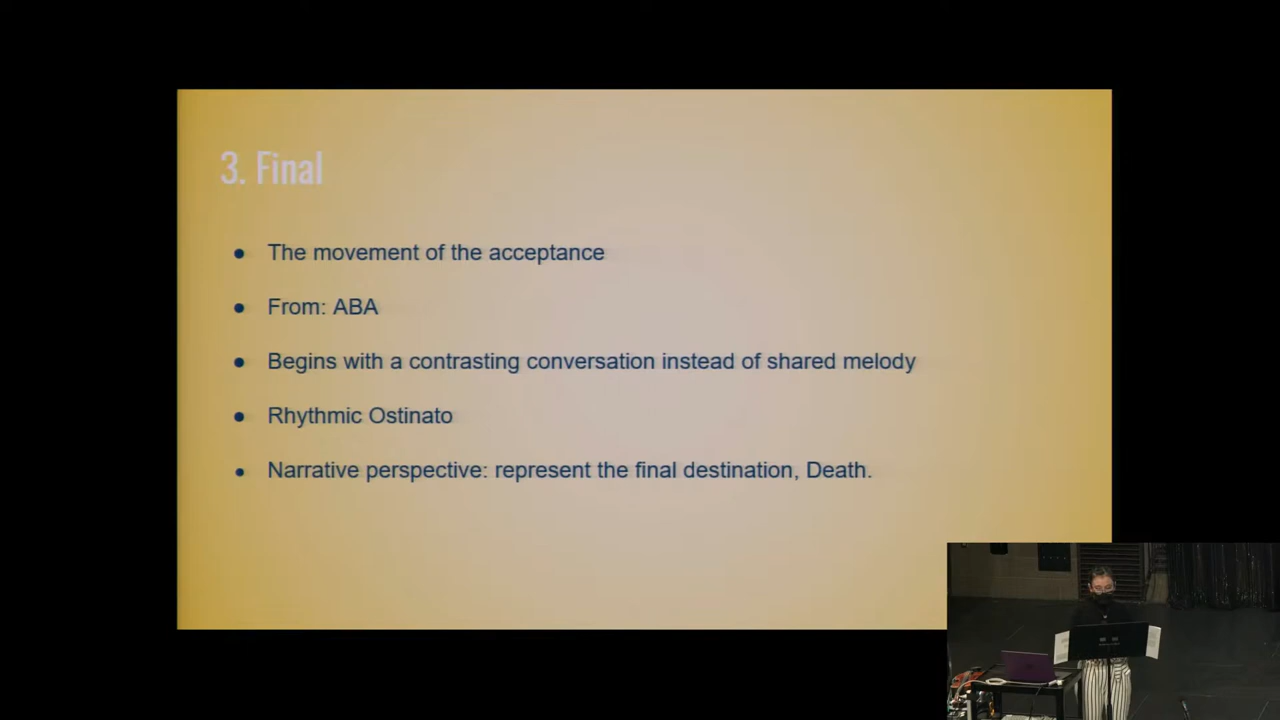 3. Final
● The movement of the acceptance
● From: ABA
● Begins with a contrasting conversation instead of shared melody
● Rhythmic Ostinato
● Narrative perspective: represent the final destination, Death.